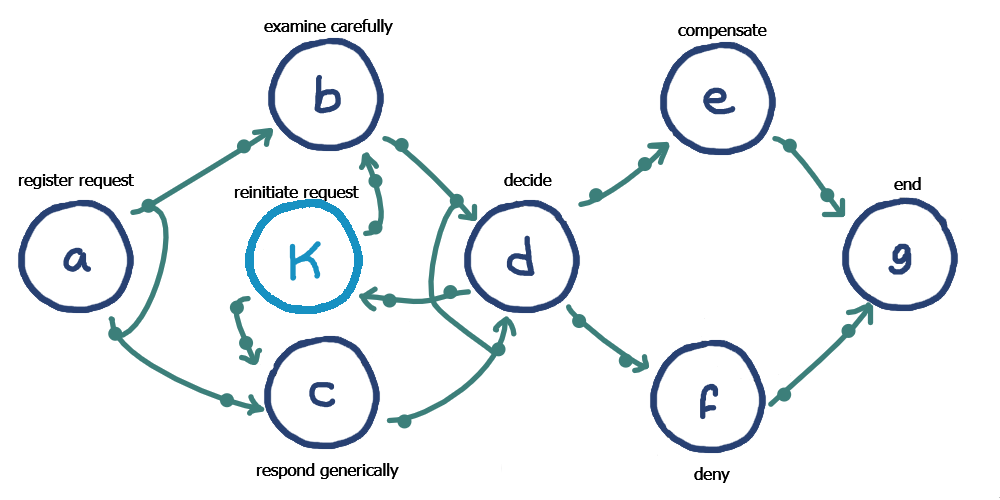 examine carefully
b
compensate
e
register request
a
reinitiate request
K
decide
d
end
g
c
respond generically
f
deny